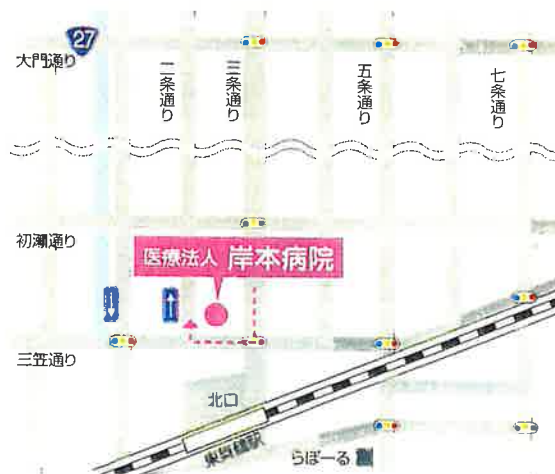 27
大門通り
二条通り
三条通り
五条通り
七条通り
初瀬通り
医療法人 岸本病院
三笠通り
北口
東舞鶴駅
らぽーる